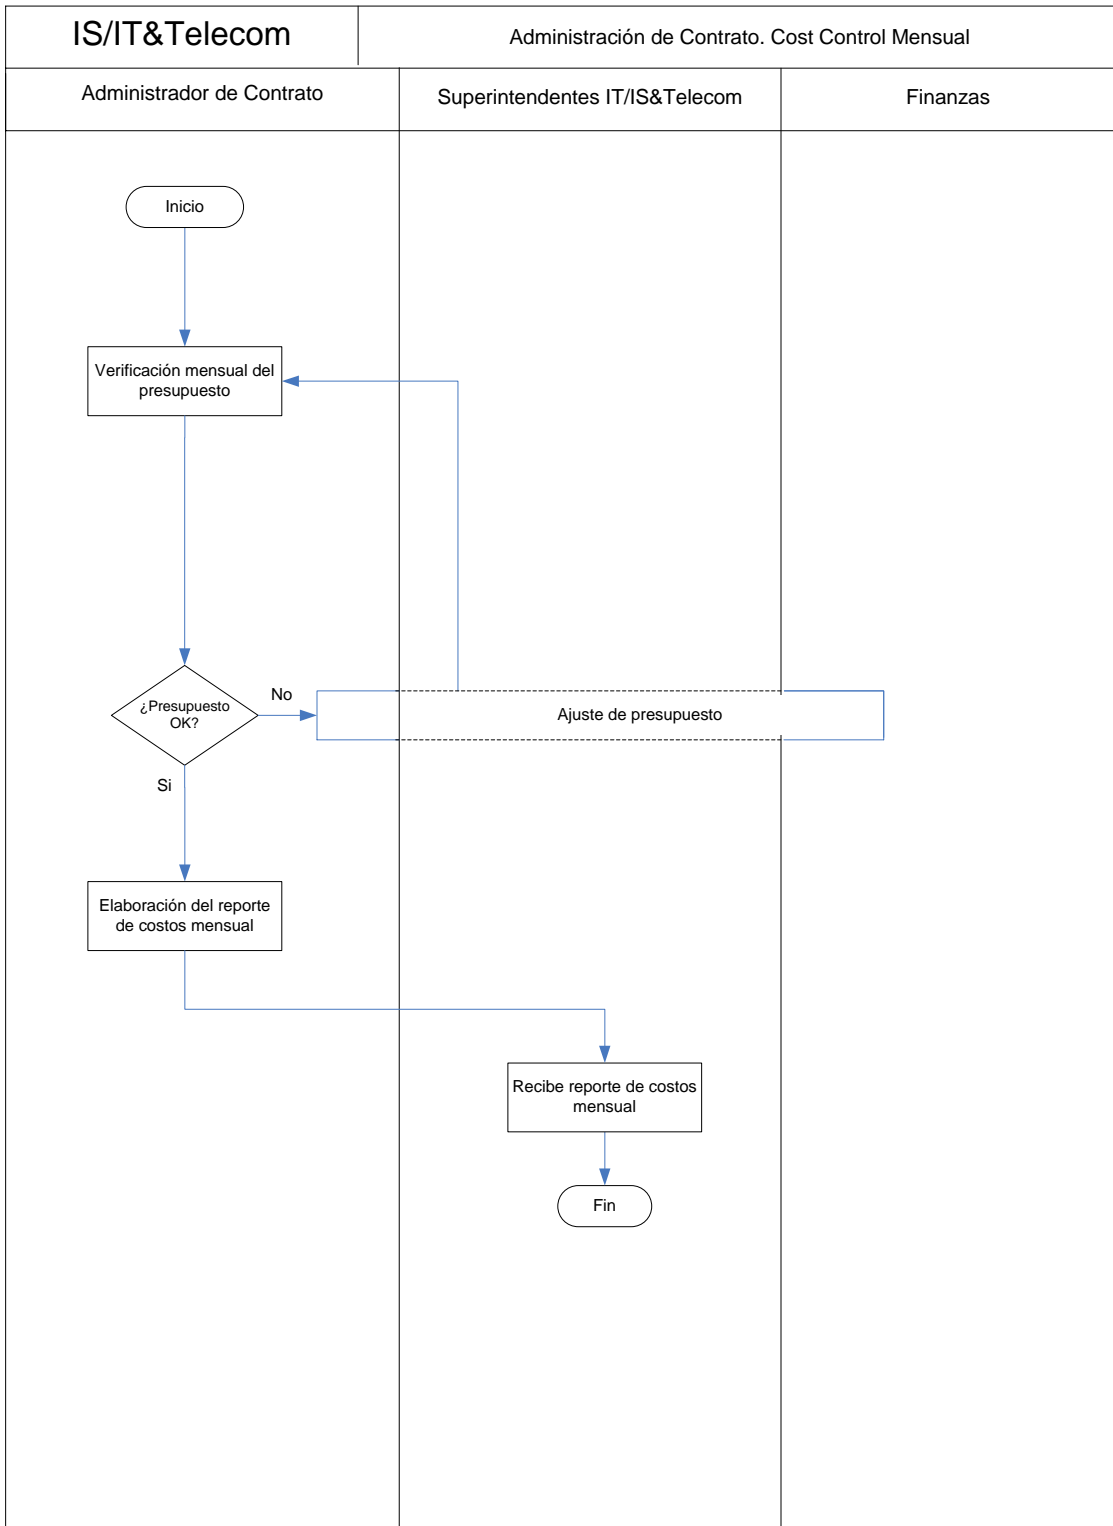 IS/IT&Telecom
Administración de Contrato. Cost Control Mensual
Administrador de Contrato
Superintendentes IT/IS&Telecom
Finanzas
Inicio
Verificación mensual del
presupuesto
¿Presupuesto
OK?
No
Ajuste de presupuesto
Si
Elaboración del reporte
de costos mensual
Recibe reporte de costos
mensual
Fin